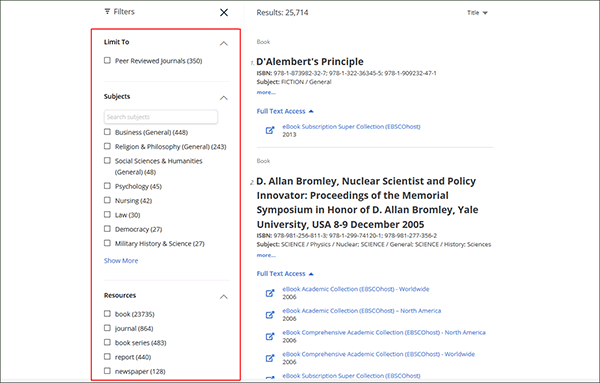 Filters
Limit To
Peer Reviewed Journals (350)
Subjects
Search subjects
Business (General) (448)
Religion & Philosophy (General) (243)
Social Sciences & Humanities
(General) (48)
Psychology (45)
Nursing (42)
Law (30)
Democracy (27)
Military History & Science (27)
Show More
Resources
book (23735)
journal (864)
book series (483)
report (440)
newspaper (128)
Results: 25,714
Title
Book
1. D'Alembert's Principle
ISBN: 978-1-873982-32-7; 978-1-322-36345-5; 978-1-909232-47-1
Subject: FICTION / General
more...
Full Text Access
eBook Subscription Super Collection (EBSCOhost)
2013
Book
2. D. Allan Bromley, Nuclear Scientist and Policy
Innovator: Proceedings of the Memorial
Symposium in Honor of D. Allan Bromley, Yale
University, USA 8-9 December 2005
ISBN: 978-981-256-811-3; 978-1-299-74120-1; 978-981-277-356-2
Subject: SCIENCE / Physics / Nuclear; SCIENCE / General; SCIENCE / History; Sciences
more...
Full Text Access
eBook Academic Collection (EBSCOhost) - Worldwide
2006
eBook Academic Collection (EBSCOhost) – North America
2006
eBook Comprehensive Academic Collection (EBSCOhost) - North America
2006
eBook Comprehensive Academic Collection (EBSCOhost) - Worldwide
2006
eBook Subscription Super Collection (EBSCOhost)